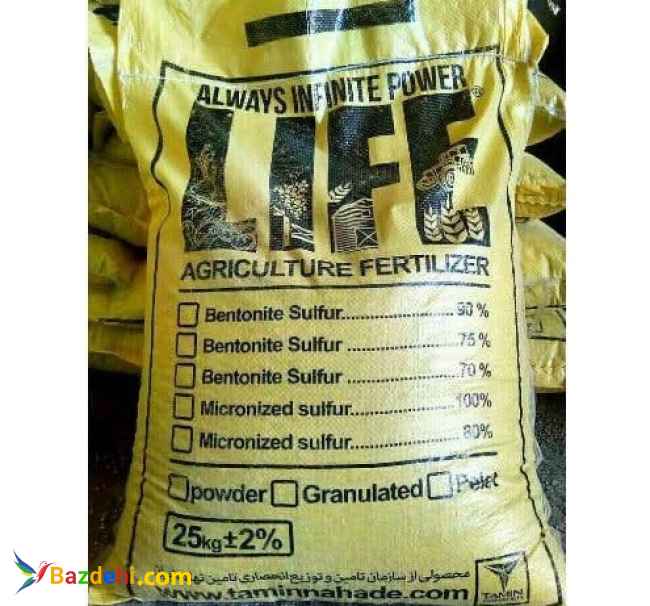 ALWAYS INFINITE POWER
LIFE®
AGRICULTURE FERTILIZER
Bentonite Sulfur.......................90%
Bentonite Sulfur ......................75%
Bentonite Sulfur ......................70%
Micronized sulfur.....................100%
Micronized sulfur.....................80%
powder Granulated Pelet
25kg±2%
محصولی از سازمان تامین و توزیع انحصاری تامین
www.taminnahade.com
TAMIN
Bazdehi.com